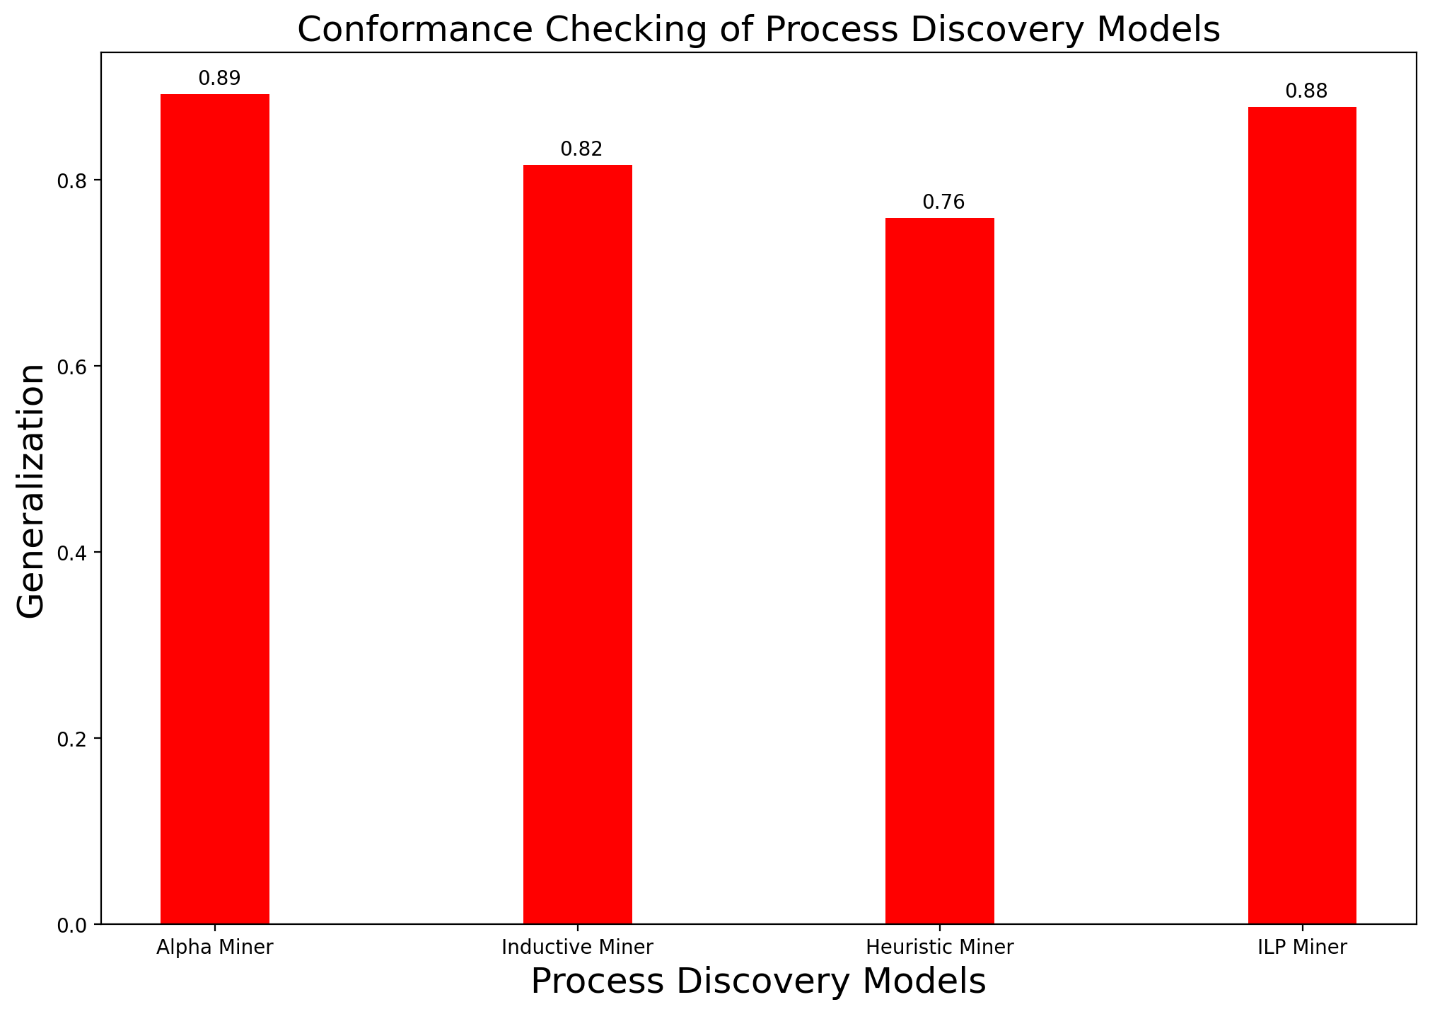 Conformance Checking of Process Discovery Models
0.89
0.82
0.76
0.88
Generalization
0.8
0.6
0.4
0.2
0.0
Alpha Miner
Inductive Miner
Heuristic Miner
ILP Miner
Process Discovery Models